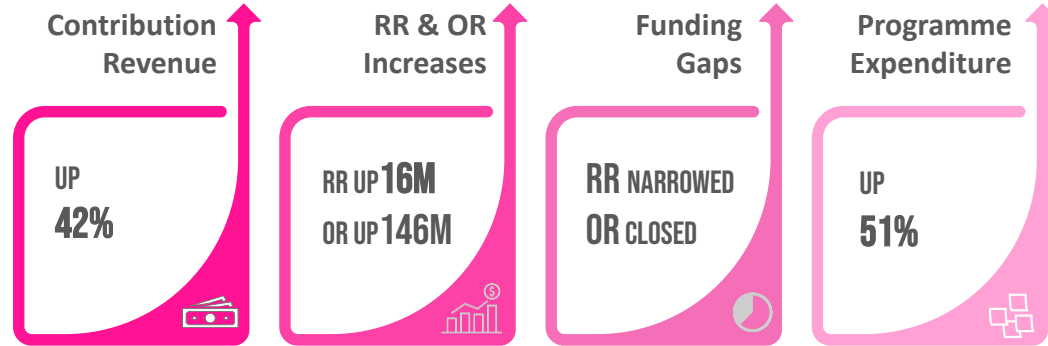 Contribution
Revenue
UP
42%
RR & OR
Increases
RR UP 16M
OR UP 146M
Funding
Gaps
RR NARROWED
OR CLOSED
Programme
Expenditure
UP
51%
$